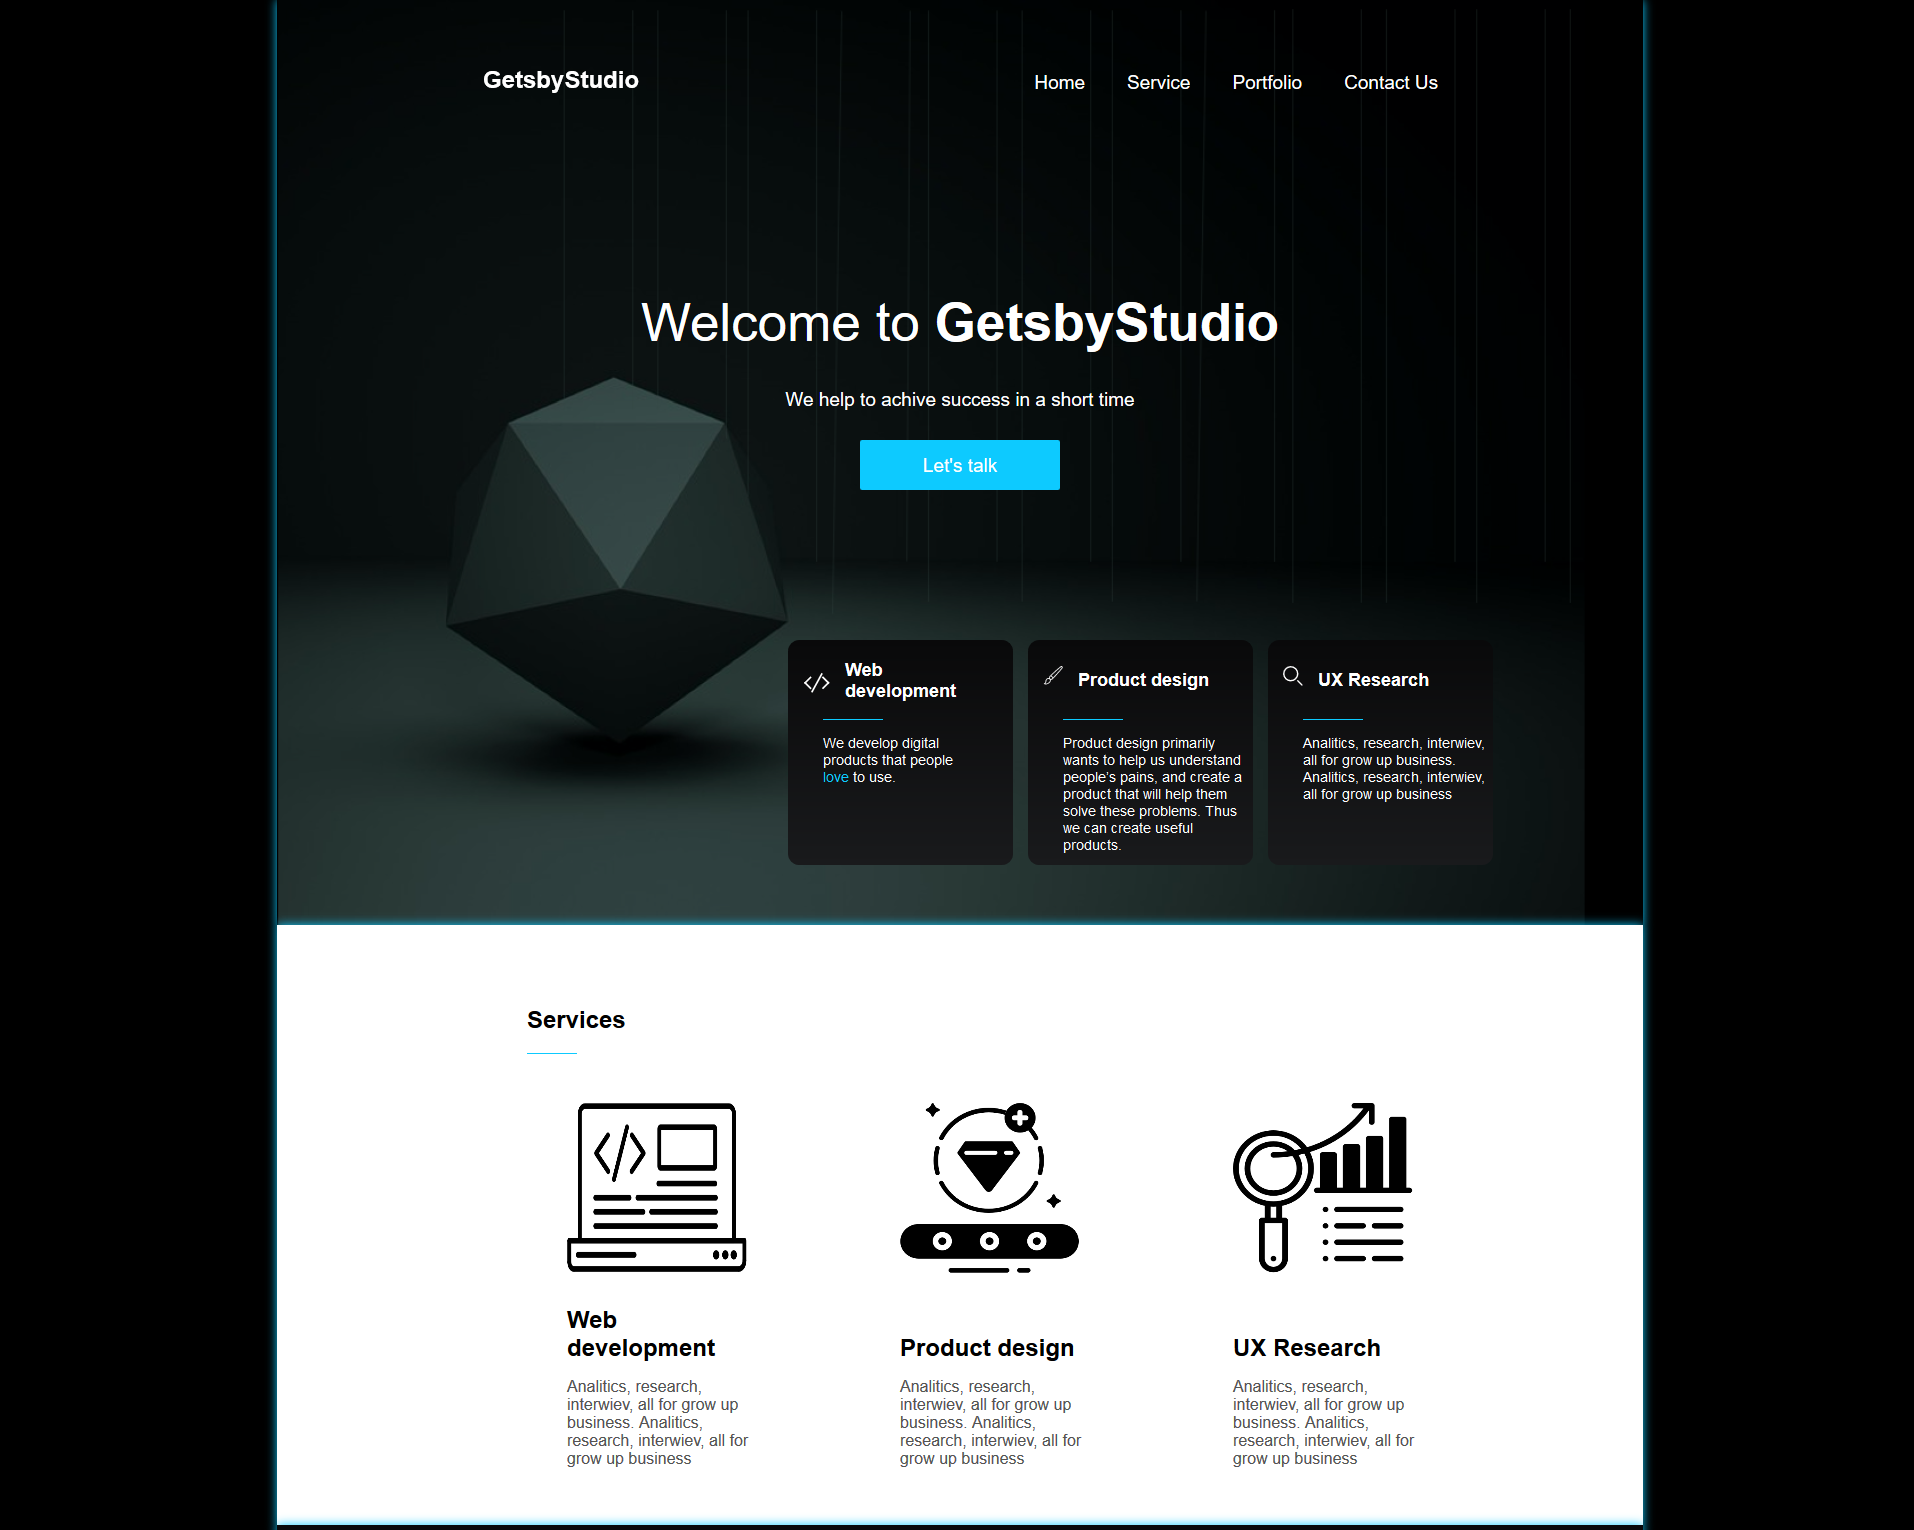 GetsbyStudio
Home Service Portfolio Contact Us
Welcome to GetsbyStudio
We help to achive success in a short time
Let's talk
Web
development
We develop digital
products that people
love to use.
Product design
Product design primarily
wants to help us understand
people's pains, and create a
product that will help them
solve these problems. Thus
we can create useful
products.
UX Research
Analitics, research, interwiev,
all for grow up business.
Analitics, research, interwiev,
all for grow up business
Services
Web
development
Analitics, research,
interwiev, all for grow up
business. Analitics,
research, interwiev, all for
grow up business
Product design
Analitics, research,
interwiev, all for grow up
business. Analitics,
research, interwiev, all for
grow up business
UX Research
Analitics, research,
interwiev, all for grow up
business. Analitics,
research, interwiev, all for
grow up business